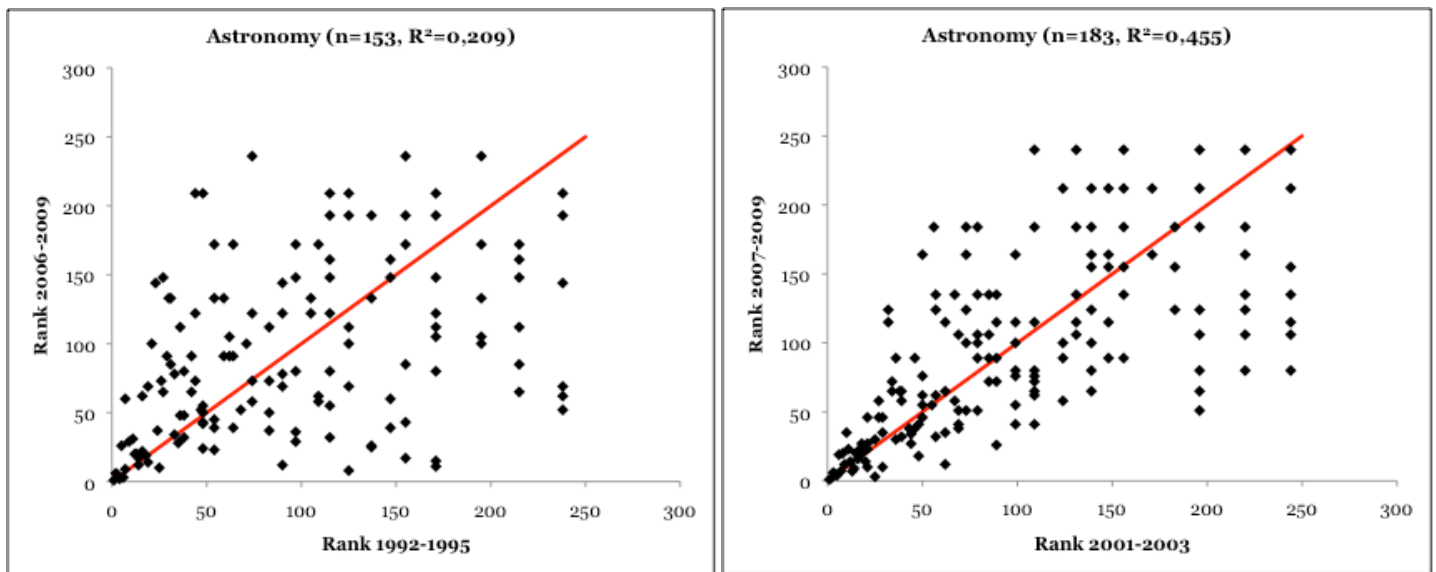 Astronomy (n=153, R²=0,209)
300
250
200
150
100
50
0
Rank 2006-2009
0 50 100 150 200 250 300
Rank 1992-1995
Astronomy (n=183, R²=0,455)
300
250
200
150
100
50
0
Rank 2007-2009
0 50 100 150 200 250 300
Rank 2001-2003